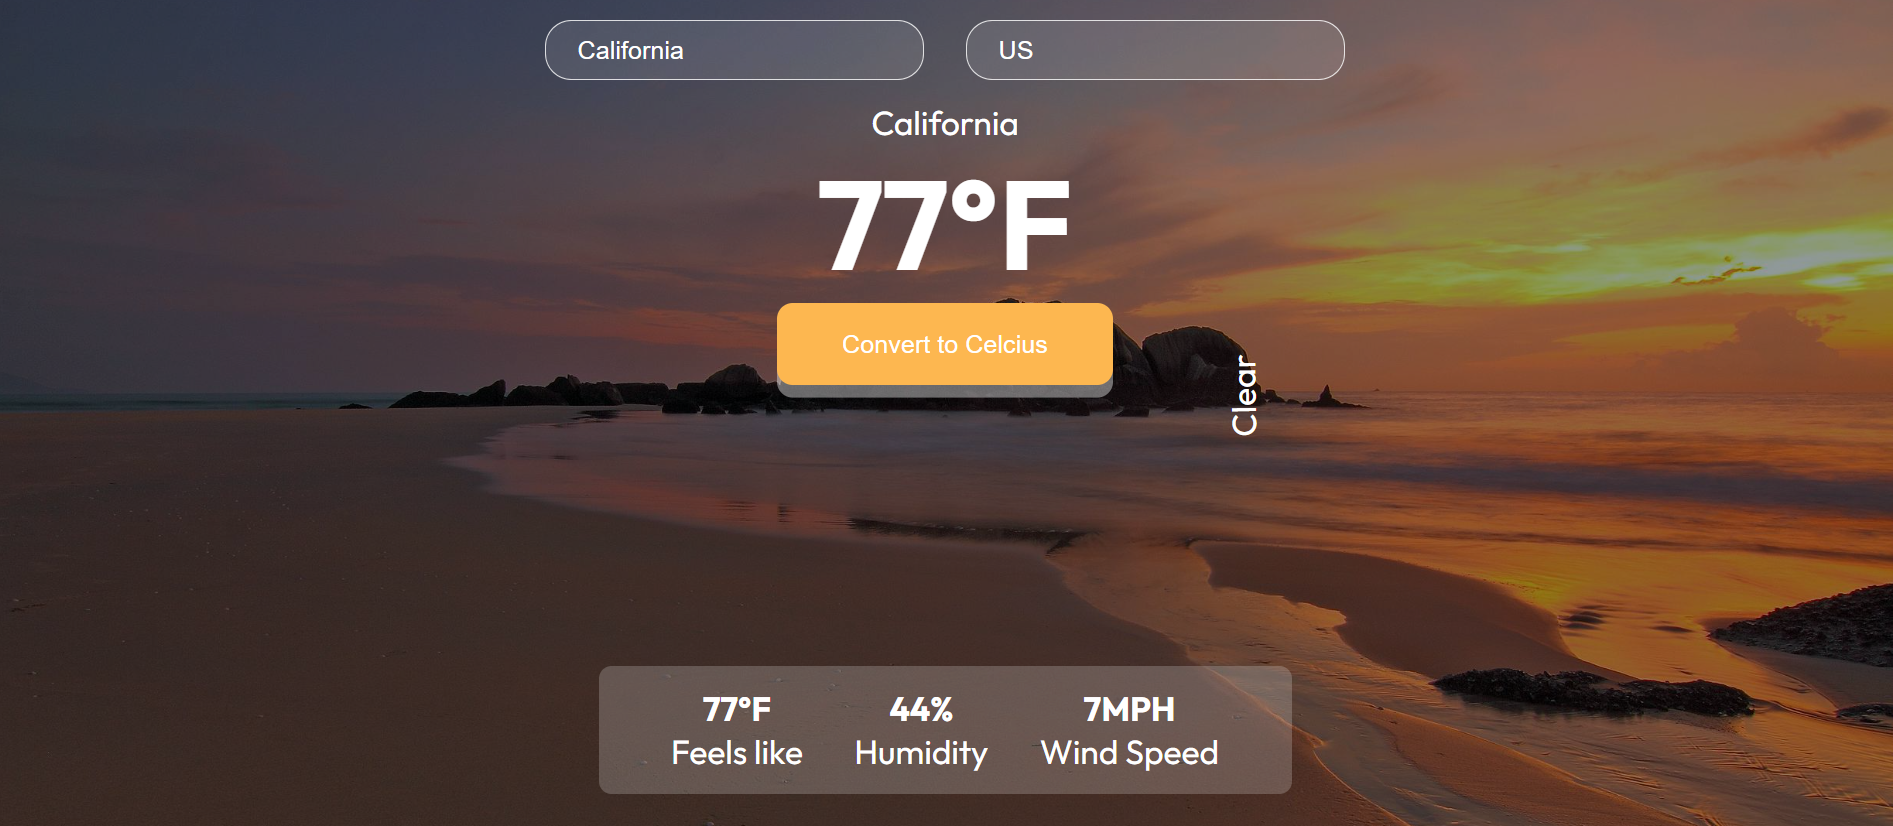 California
US
California
77°F
Convert to Celcius
Clear
77°F
44%
7MPH
Feels like
Humidity
Wind Speed